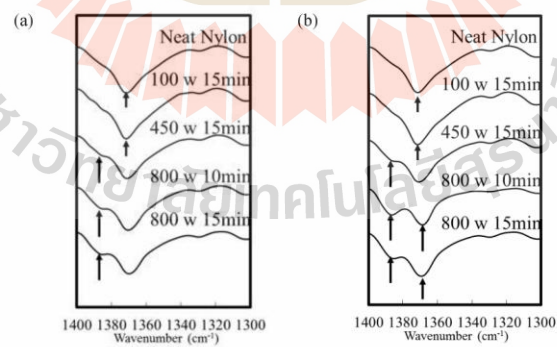 (a)
Neat Nylon
100 w 15min
450 w 15min
800 w 10min
800 w 15min
1400 1380 1360 1340 1320 1300
Wavenumber (cm⁻¹)
(b)
Neat Nylon
100 w 15min
450 w 15min
800 w 10min
800 w 15min
1400 1380 1360 1340 1320 1300
Wavenumber (cm⁻¹)